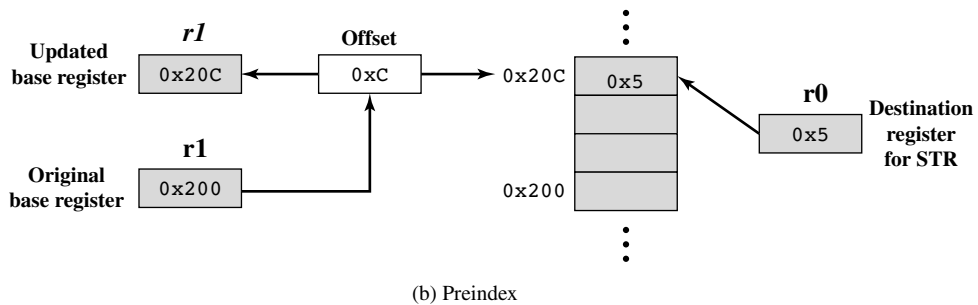 r1
Updated
base register
0x20C
Offset
0xC
0x20C
0x5
r0
0x5
Destination
register
for STR
r1
Original
base register
0x200
0x200
(b) Preindex